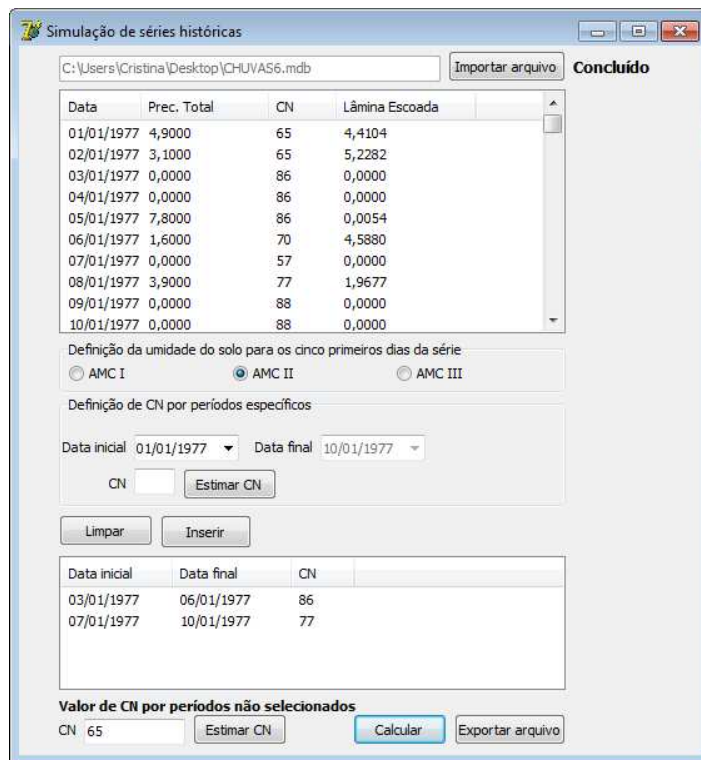 Simulação de séries históricas
C:\Users\Cristina\Desktop\CHUVAS6.mdb Importar arquivo Concluído
Data Prec. Total CN Lâmina Escoada
01/01/1977 4,9000 65 4,4104
02/01/1977 3,1000 65 5,2282
03/01/1977 0,0000 86 0,0000
04/01/1977 0,0000 86 0,0000
05/01/1977 7,8000 86 0,0054
06/01/1977 1,6000 70 4,5880
07/01/1977 0,0000 57 0,0000
08/01/1977 3,9000 77 1,9677
09/01/1977 0,0000 88 0,0000
10/01/1977 0,0000 88 0,0000
Definição da umidade do solo para os cinco primeiros dias da série
AMC I AMC II AMC III
Definição de CN por períodos específicos
Data inicial 01/01/1977 Data final 10/01/1977
CN Estimar CN
Limpar Inserir
Data inicial Data final CN
03/01/1977 06/01/1977 86
07/01/1977 10/01/1977 77
Valor de CN por períodos não selecionados
CN 65 Estimar CN Calcular Exportar arquivo